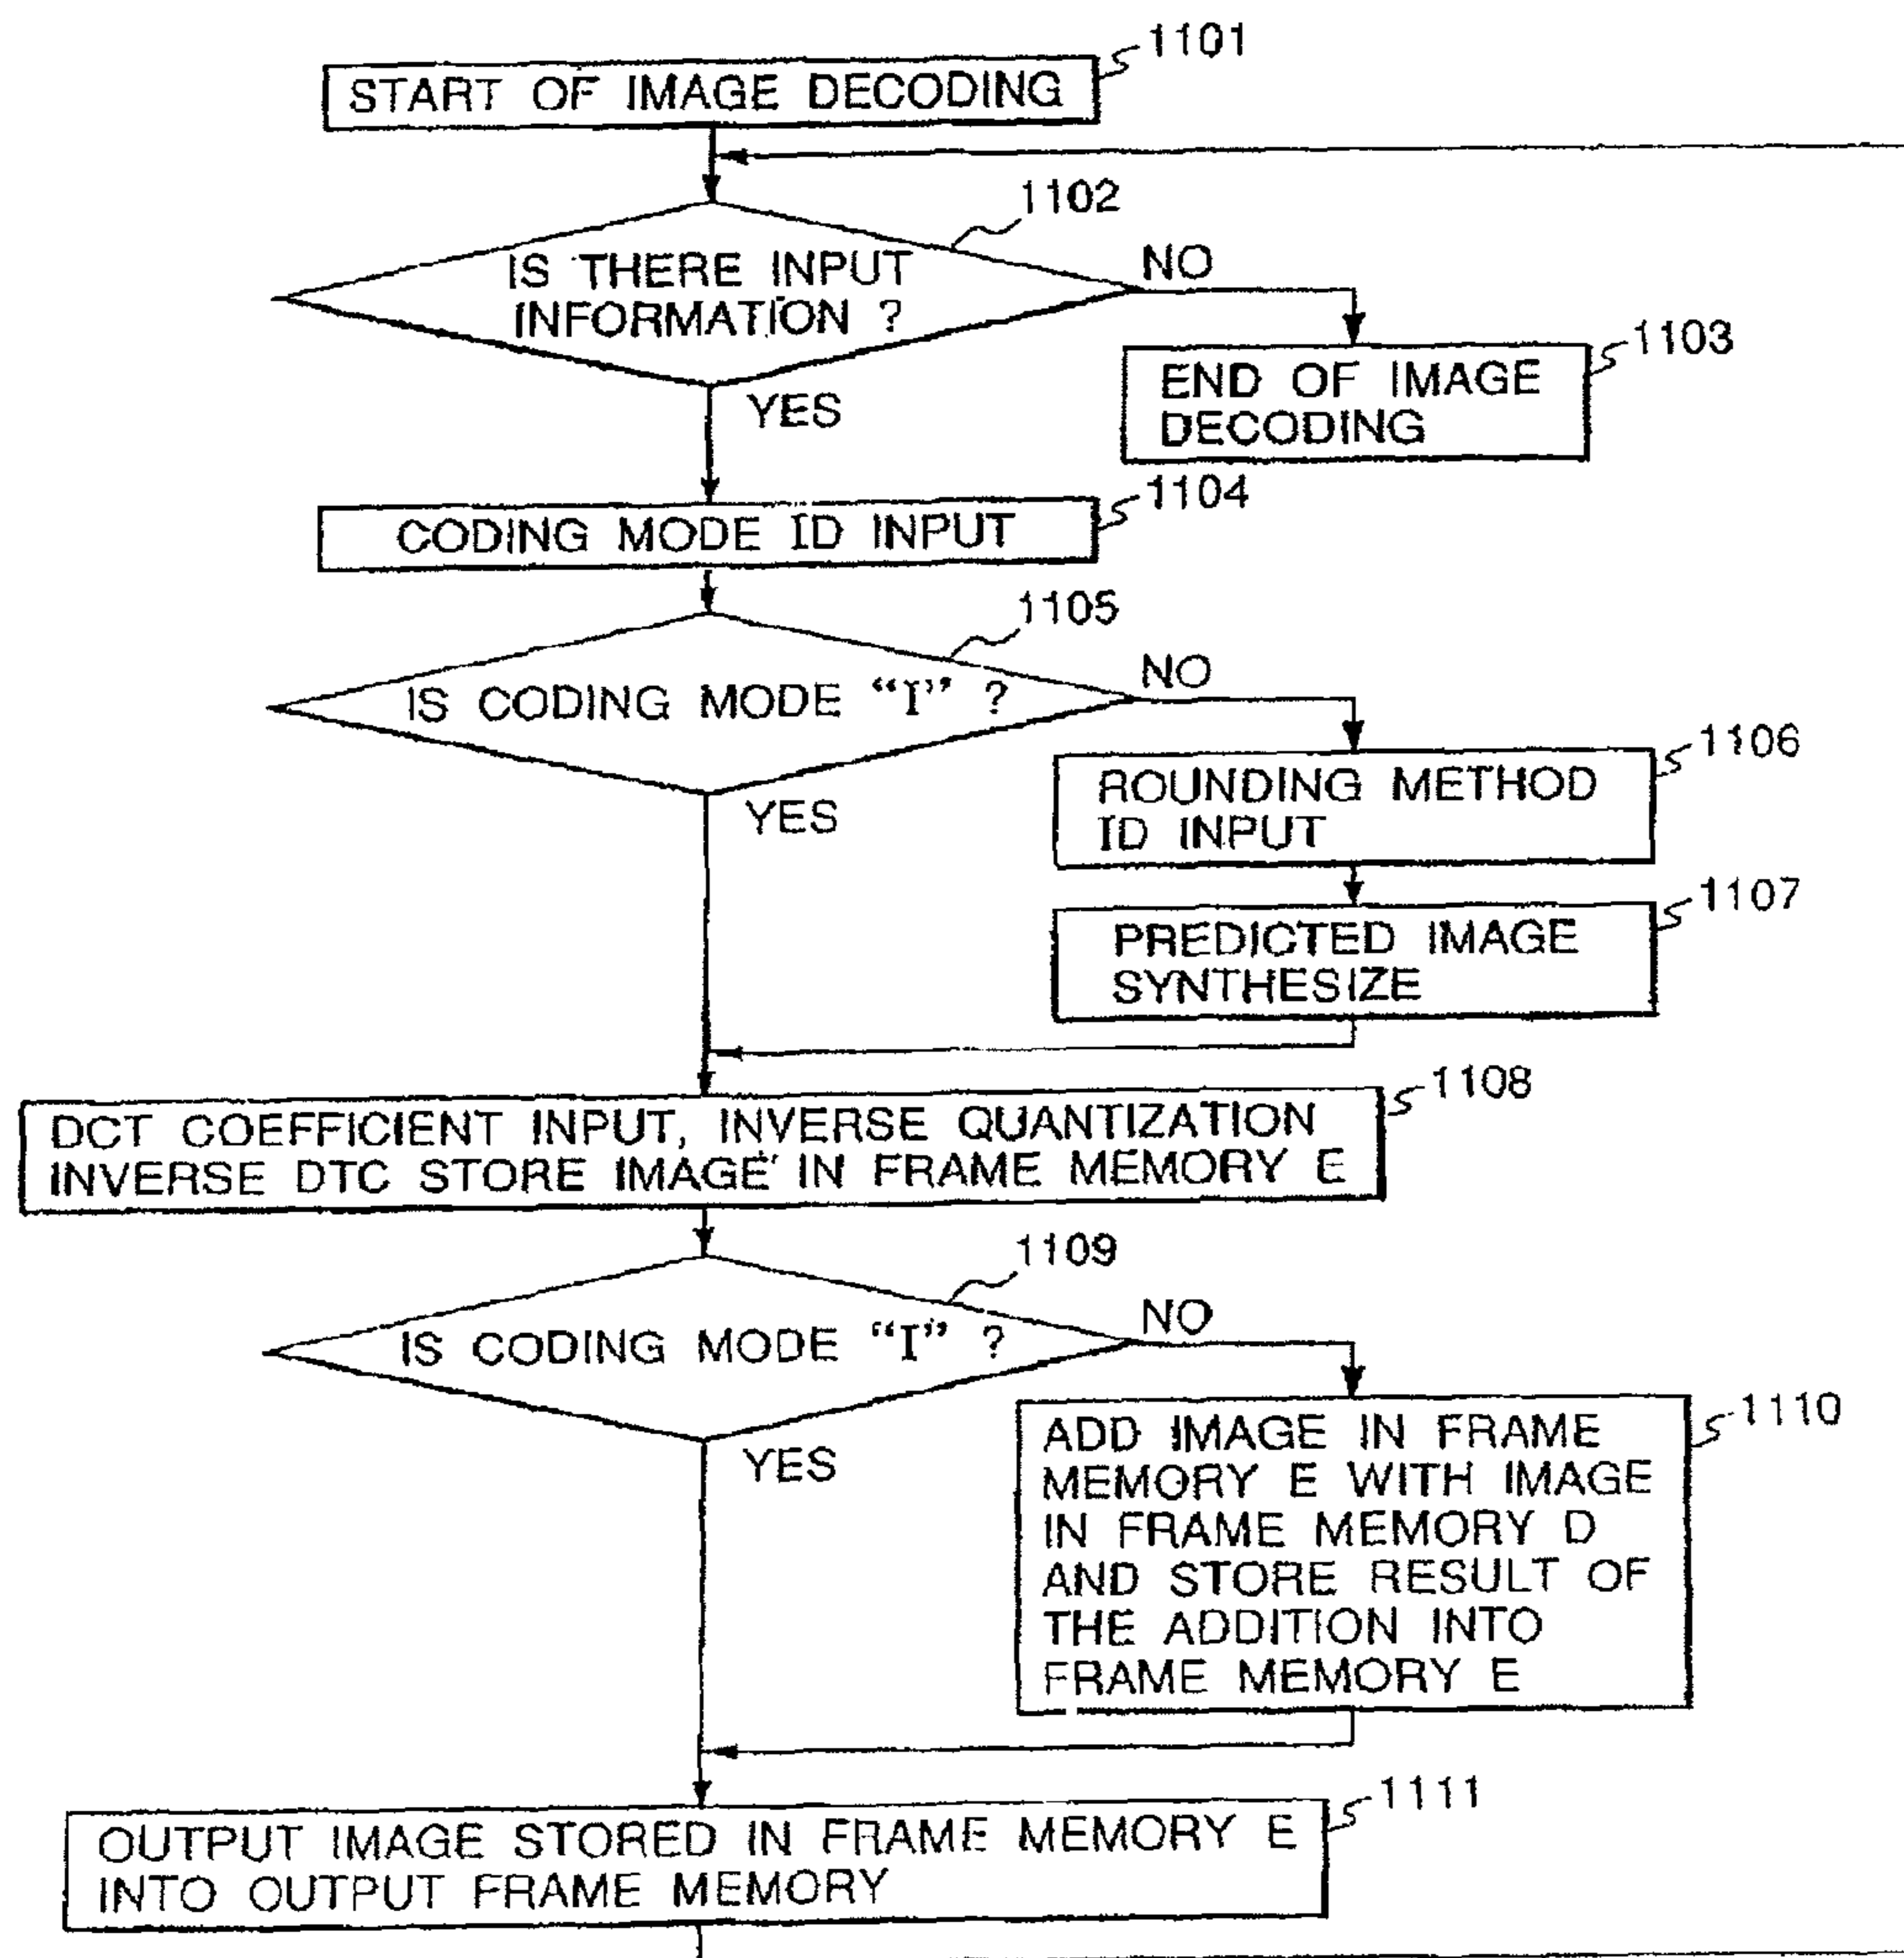 1101
START OF IMAGE DECODING
1102
IS THERE INPUT
INFORMATION ?
NO
1103
END OF IMAGE
DECODING
YES
1104
CODING MODE ID INPUT
1105
IS CODING MODE “I” ?
NO
1106
ROUNDING METHOD
ID INPUT
YES
1107
PREDICTED IMAGE
SYNTHESIZE
1108
DCT COEFFICIENT INPUT, INVERSE QUANTIZATION
INVERSE DTC STORE IMAGE IN FRAME MEMORY E
1109
IS CODING MODE “I” ?
NO
1110
ADD IMAGE IN FRAME
MEMORY E WITH IMAGE
IN FRAME MEMORY D
AND STORE RESULT OF
THE ADDITION INTO
FRAME MEMORY E
YES
1111
OUTPUT IMAGE STORED IN FRAME MEMORY E
INTO OUTPUT FRAME MEMORY